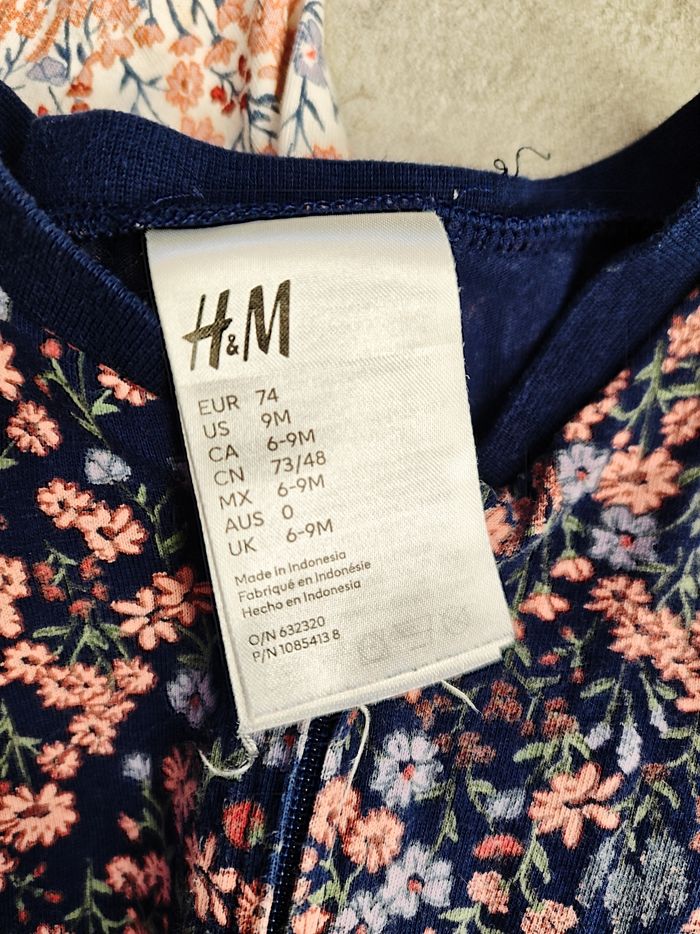 H&M
EUR 74
US 9M
CA 6-9M
CN 73/48
MX 6-9M
AUS 0
UK 6-9M
Made in Indonesia
Fabriqué en Indonésie
Hecho en Indonesia
O/N 632320
P/N 1085413 8